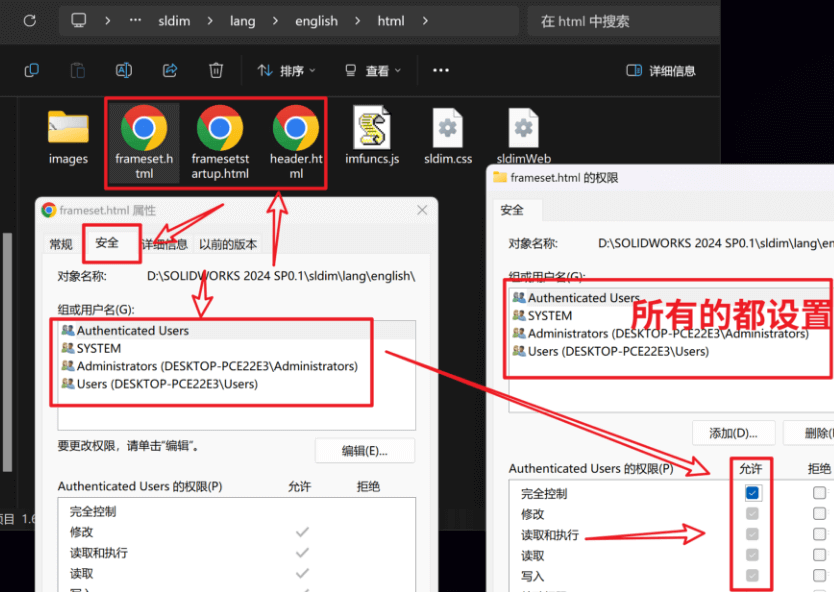 sldim > lang > english > html >
在 html 中搜索
排序
查看
详细信息
images
frameset.h
tml
framesetst
artup.html
header.ht
ml
imfuncs.js
sldim.css
sldimWeb
frameset.html 属性
常规
安全
详细信息
以前的版本
对象名称:
D:\SOLIDWORKS 2024 SP0.1\sldim\lang\english\
组或用户名(G):
Authenticated Users
SYSTEM
Administrators (DESKTOP-PCE22E3\Administrators)
Users (DESKTOP-PCE22E3\Users)
要更改权限，请单击"编辑"。
编辑(E)...
Authenticated Users 的权限(P)
允许
拒绝
完全控制
修改
读取和执行
读取
写入
项目 1.6
frameset.html 的权限
安全
对象名称:
D:\SOLIDWORKS 2024 SP0.1\sldim\lang\en
组或用户名(G):
Authenticated Users
SYSTEM
Administrators (DESKTOP-PCE22E3\Administrators)
Users (DESKTOP-PCE22E3\Users)
所有的都设置
添加(D)...
删除(
Authenticated Users 的权限(P)
允许
拒绝
完全控制
修改
读取和执行
读取
写入